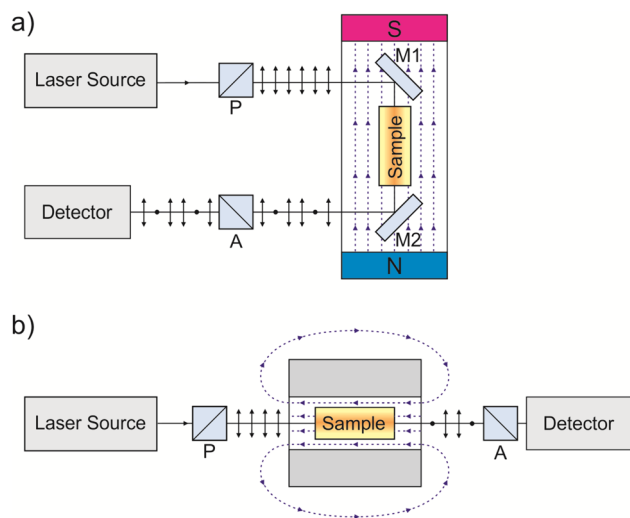 a)
S
M1
Laser Source
P
Sample
Detector
A
M2
N
b)
Laser Source
P
Sample
A
Detector